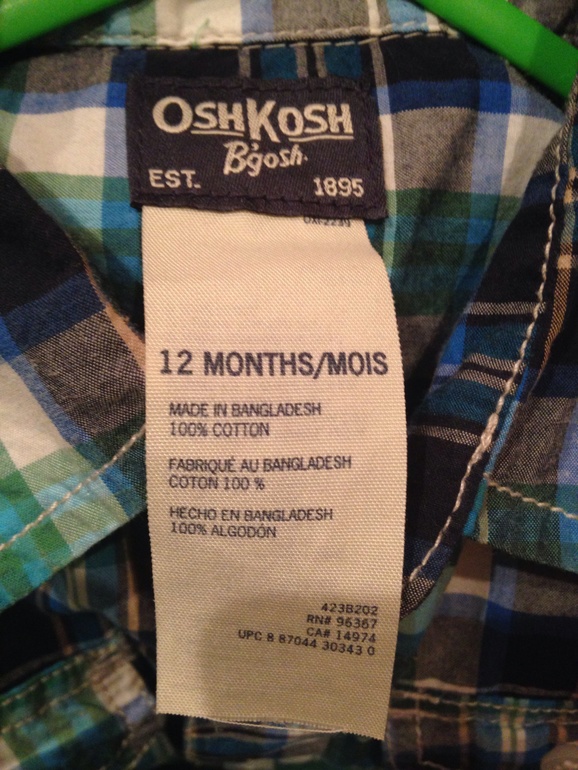 OSHKOSH
B'gosh.
EST. 1895
12 MONTHS/MOIS
MADE IN BANGLADESH
100% COTTON
FABRIQUÉ AU BANGLADESH
COTON 100 %
HECHO EN BANGLADESH
100% ALGODÓN
423B202
RN# 96367
CA# 14974
UPC 8 87044 30343 0